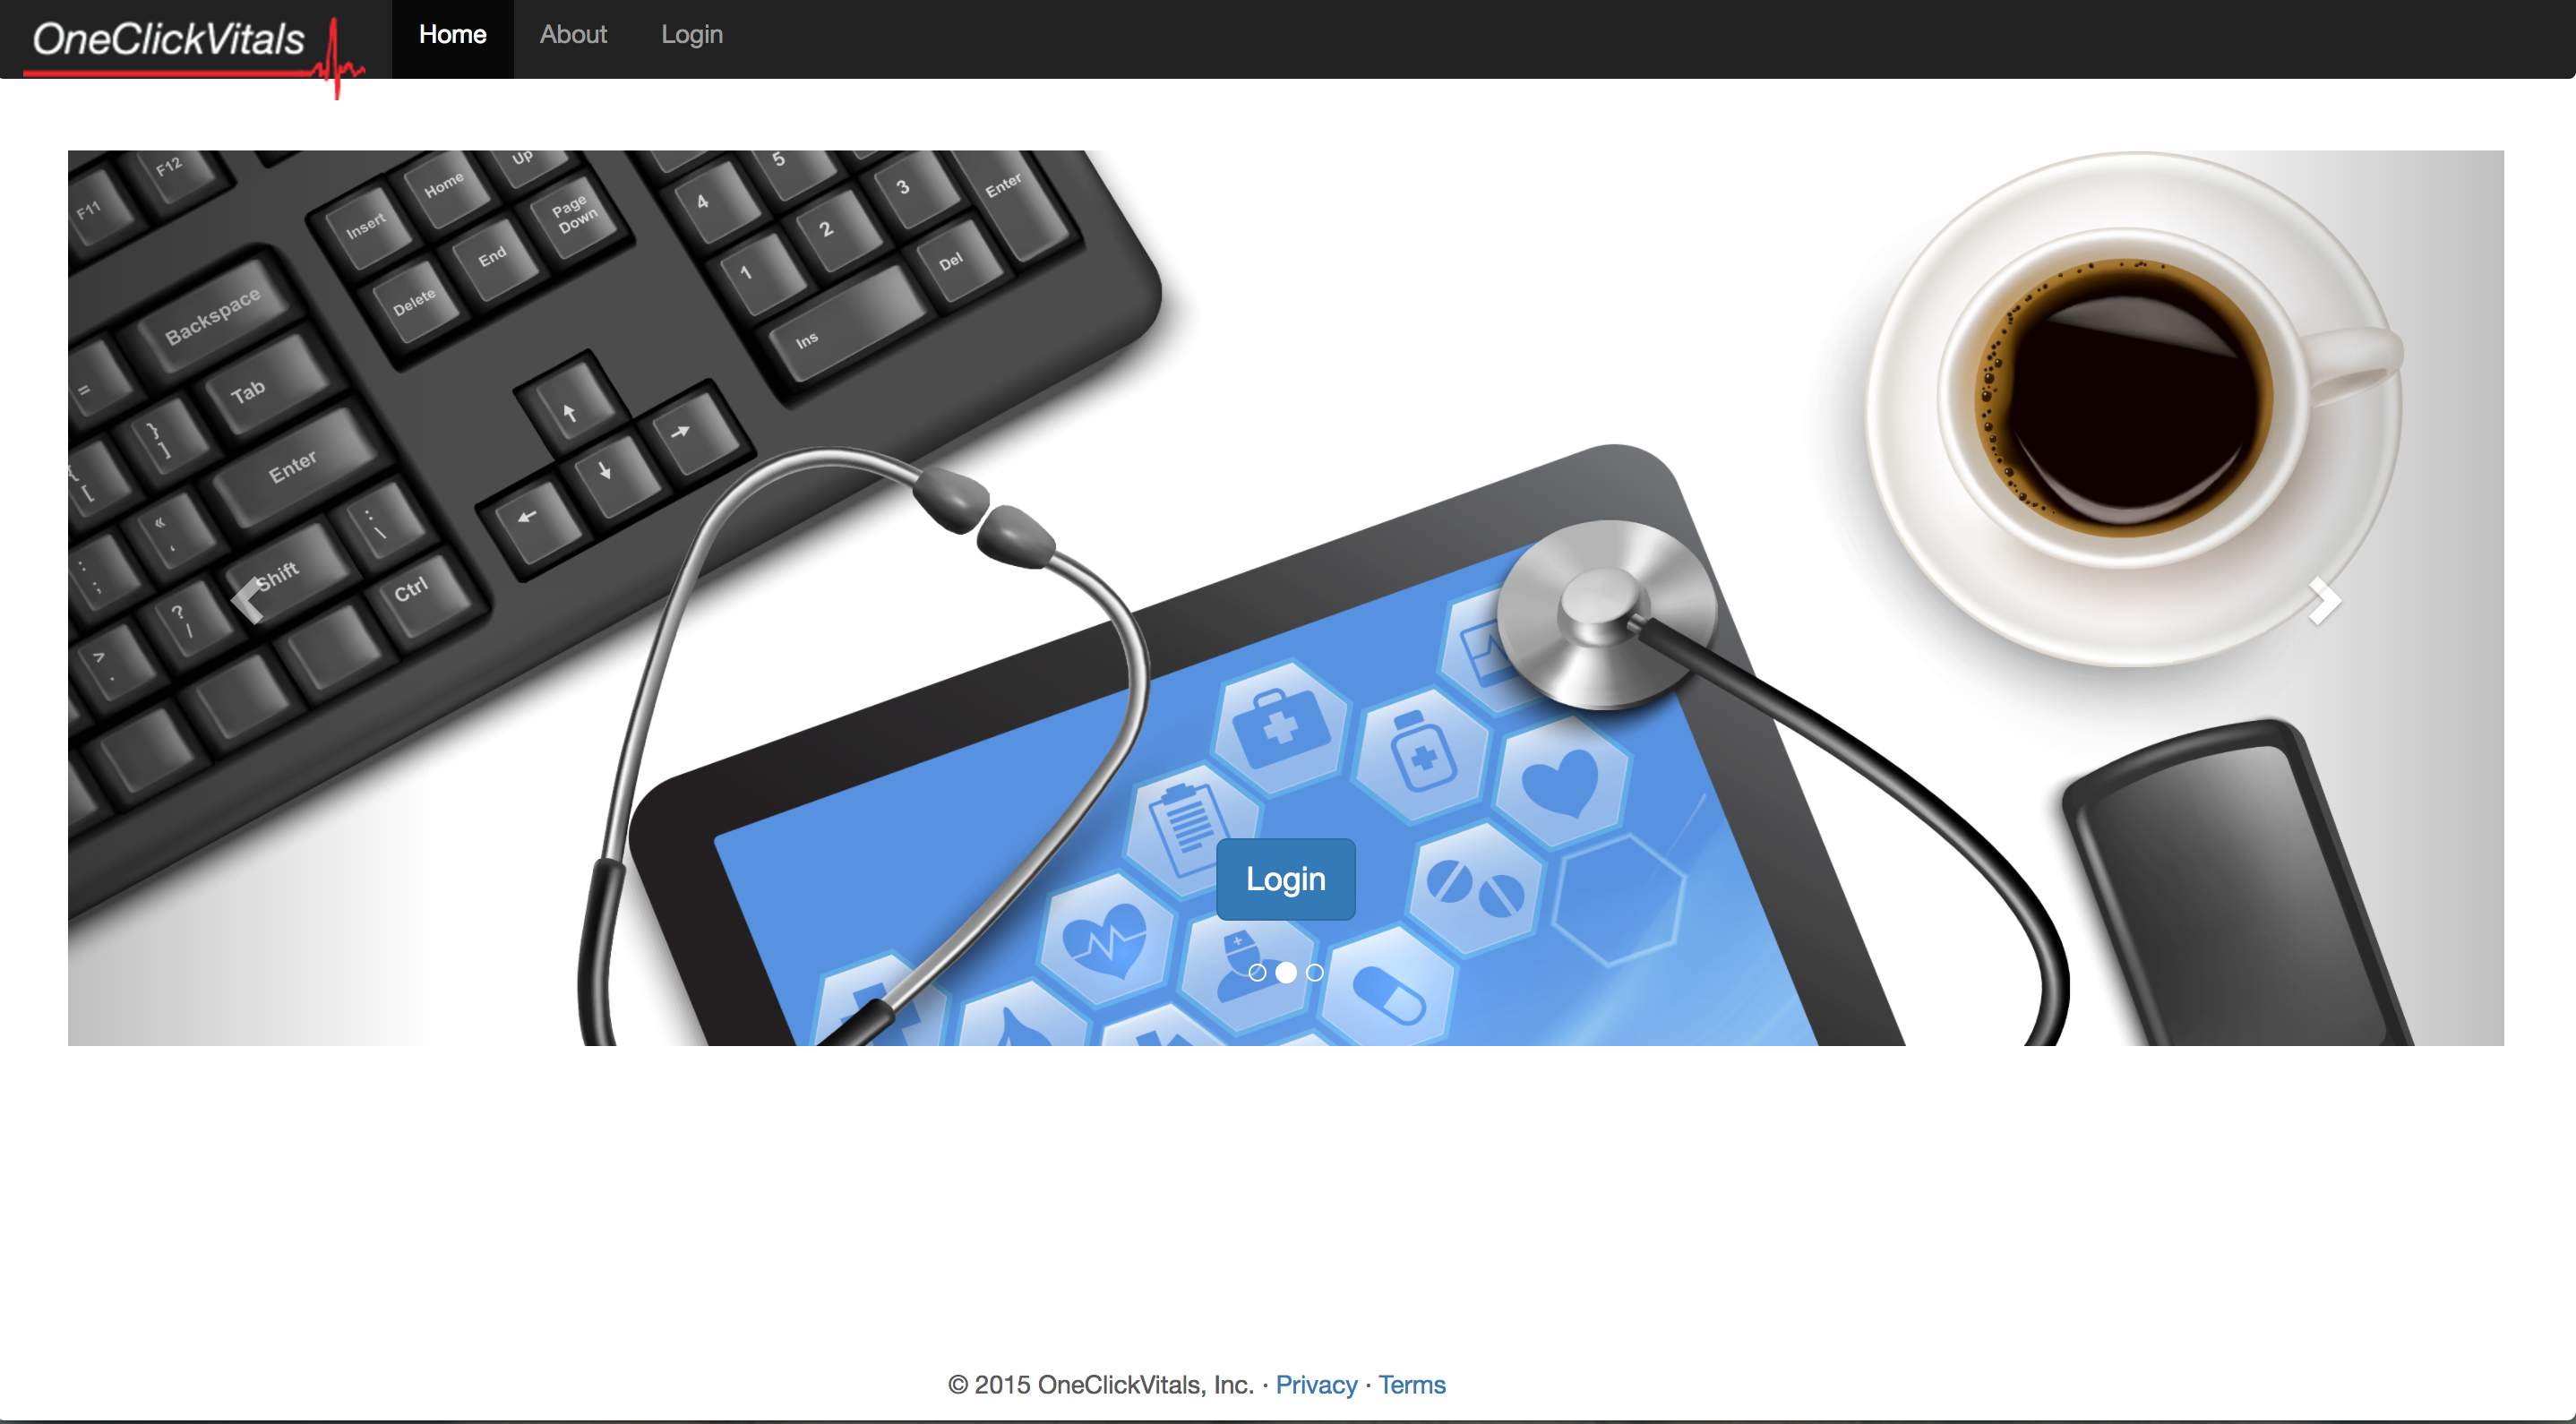 OneClickVitals
Home About Login
F12
F11
Insert
Home
Up
Page
Down
Delete
End
4
5
1
2
3
Enter
Ins
Del
Backspace
=
Tab
}
]
Enter
{
[
«
,
:
\
:
;
Shift
?
/
Ctrl
>
.
↑
← ↓ →
Login
© 2015 OneClickVitals, Inc. · Privacy · Terms